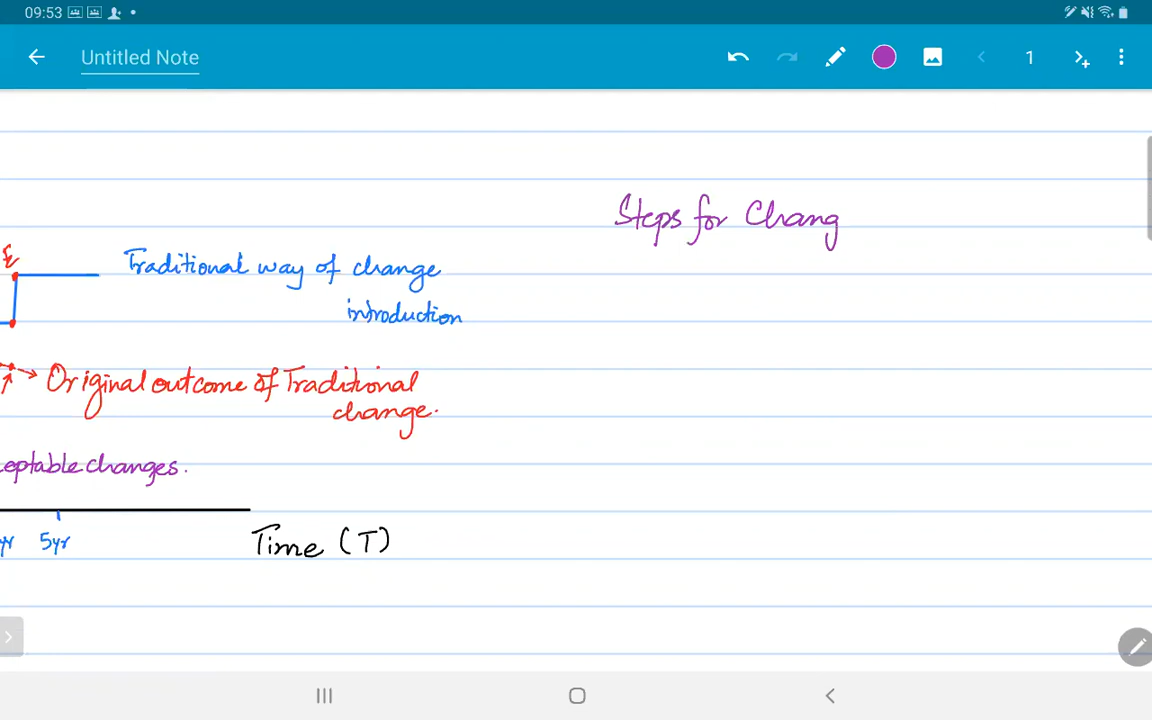 09:53
Untitled Note
1
Steps for Chang
Traditional way of change
introduction
Original outcome of Traditional
change.
eptable changes.
yr 5yr
Time (T)